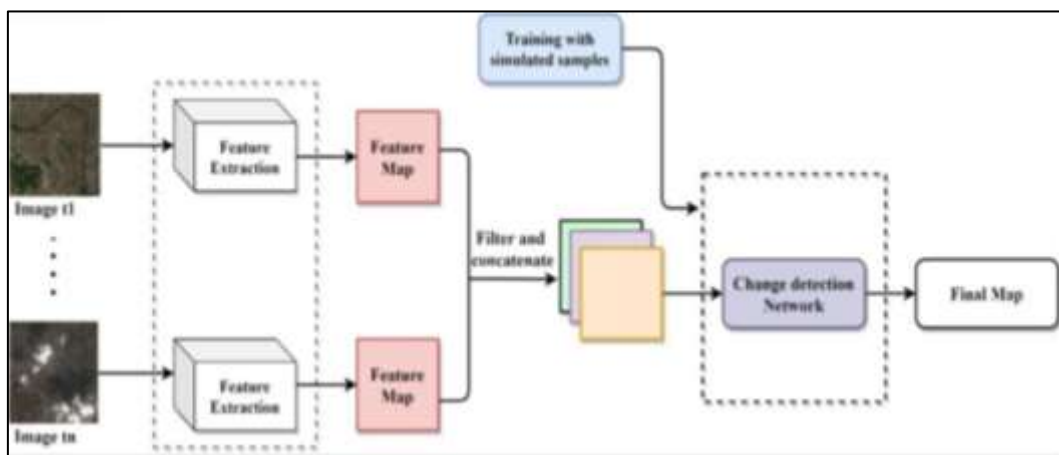 Training with
simulated samples
Feature
Extraction
Feature
Map
Image t1
Filter and
concatenate
Change detection
Network
Final Map
Feature
Extraction
Feature
Map
Image tn